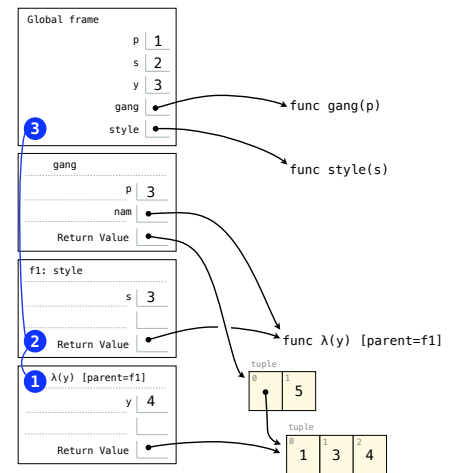 Global frame
p 1
s 2
y 3
gang
func gang(p)
3
style
func style(s)
gang
p 3
nam
Return Value
f1: style
s 3
2
Return Value
func λ(y) [parent=f1]
1
λ(y) [parent=f1]
y 4
Return Value
tuple
0 1
5
tuple
0 1 2
1 3 4